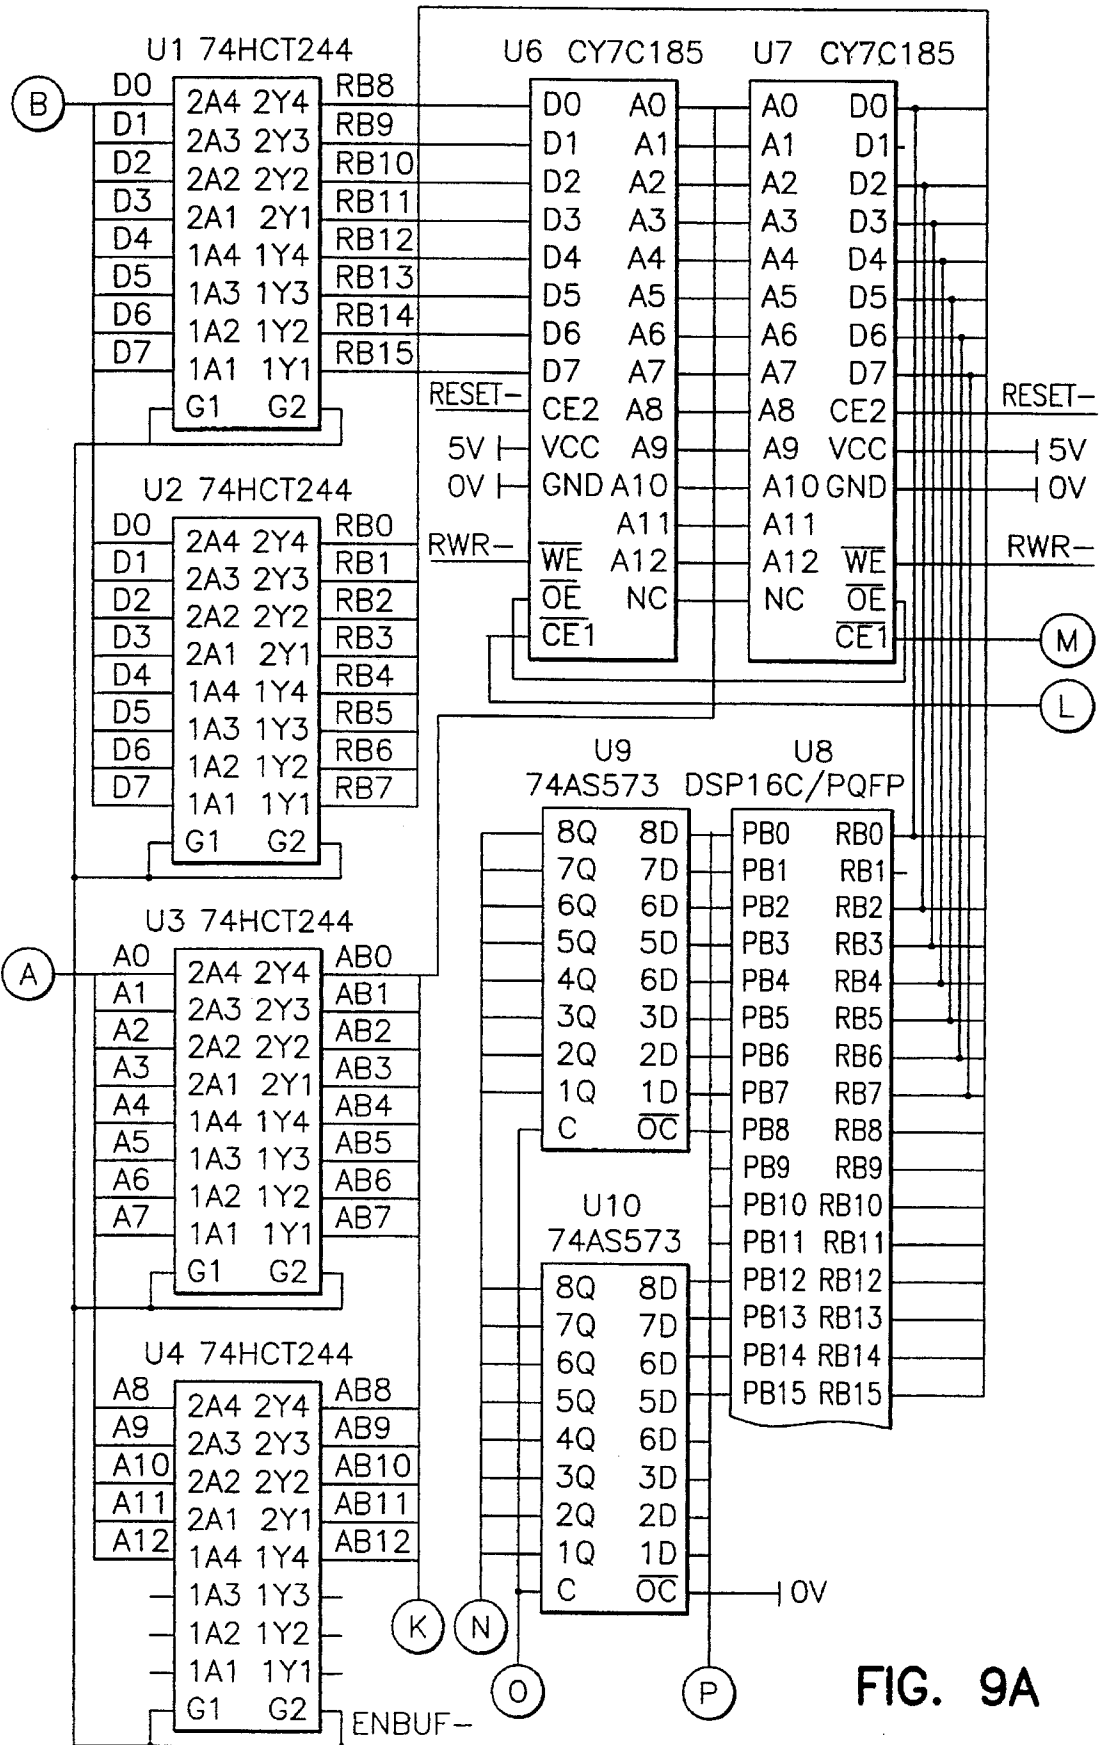 U1 74HCT244
B
D0 2A4 2Y4 RB8
D1 2A3 2Y3 RB9
D2 2A2 2Y2 RB10
D3 2A1 2Y1 RB11
D4 1A4 1Y4 RB12
D5 1A3 1Y3 RB13
D6 1A2 1Y2 RB14
D7 1A1 1Y1 RB15
G1 G2
U2 74HCT244
D0 2A4 2Y4 RB0
D1 2A3 2Y3 RB1
D2 2A2 2Y2 RB2
D3 2A1 2Y1 RB3
D4 1A4 1Y4 RB4
D5 1A3 1Y3 RB5
D6 1A2 1Y2 RB6
D7 1A1 1Y1 RB7
G1 G2
U3 74HCT244
A
A0 2A4 2Y4 AB0
A1 2A3 2Y3 AB1
A2 2A2 2Y2 AB2
A3 2A1 2Y1 AB3
A4 1A4 1Y4 AB4
A5 1A3 1Y3 AB5
A6 1A2 1Y2 AB6
A7 1A1 1Y1 AB7
G1 G2
U4 74HCT244
A8 2A4 2Y4 AB8
A9 2A3 2Y3 AB9
A10 2A2 2Y2 AB10
A11 2A1 2Y1 AB11
A12 1A4 1Y4 AB12
1A3 1Y3
1A2 1Y2
1A1 1Y1
G1 G2
ENBUF-
U6 CY7C185
D0 A0
D1 A1
D2 A2
D3 A3
D4 A4
D5 A5
D6 A6
D7 A7
RESET- CE2 A8
5V VCC A9
0V GND A10
A11
RWR- WE A12
OE NC
CE1
U7 CY7C185
A0 D0
A1 D1
A2 D2
A3 D3
A4 D4
A5 D5
A6 D6
A7 D7
A8 CE2 RESET-
A9 VCC 5V
A10 GND 0V
A11
A12 WE RWR-
NC OE
CE1 M
L
U9
74AS573
8Q 8D
7Q 7D
6Q 6D
5Q 5D
4Q 6D
3Q 3D
2Q 2D
1Q 1D
C OC
U8
DSP16C/PQFP
PB0 RB0
PB1 RB1
PB2 RB2
PB3 RB3
PB4 RB4
PB5 RB5
PB6 RB6
PB7 RB7
PB8 RB8
PB9 RB9
PB10 RB10
PB11 RB11
PB12 RB12
PB13 RB13
PB14 RB14
PB15 RB15
U10
74AS573
8Q 8D
7Q 7D
6Q 6D
5Q 5D
4Q 6D
3Q 3D
2Q 2D
1Q 1D
C OC 0V
K
N
O
P
FIG. 9A